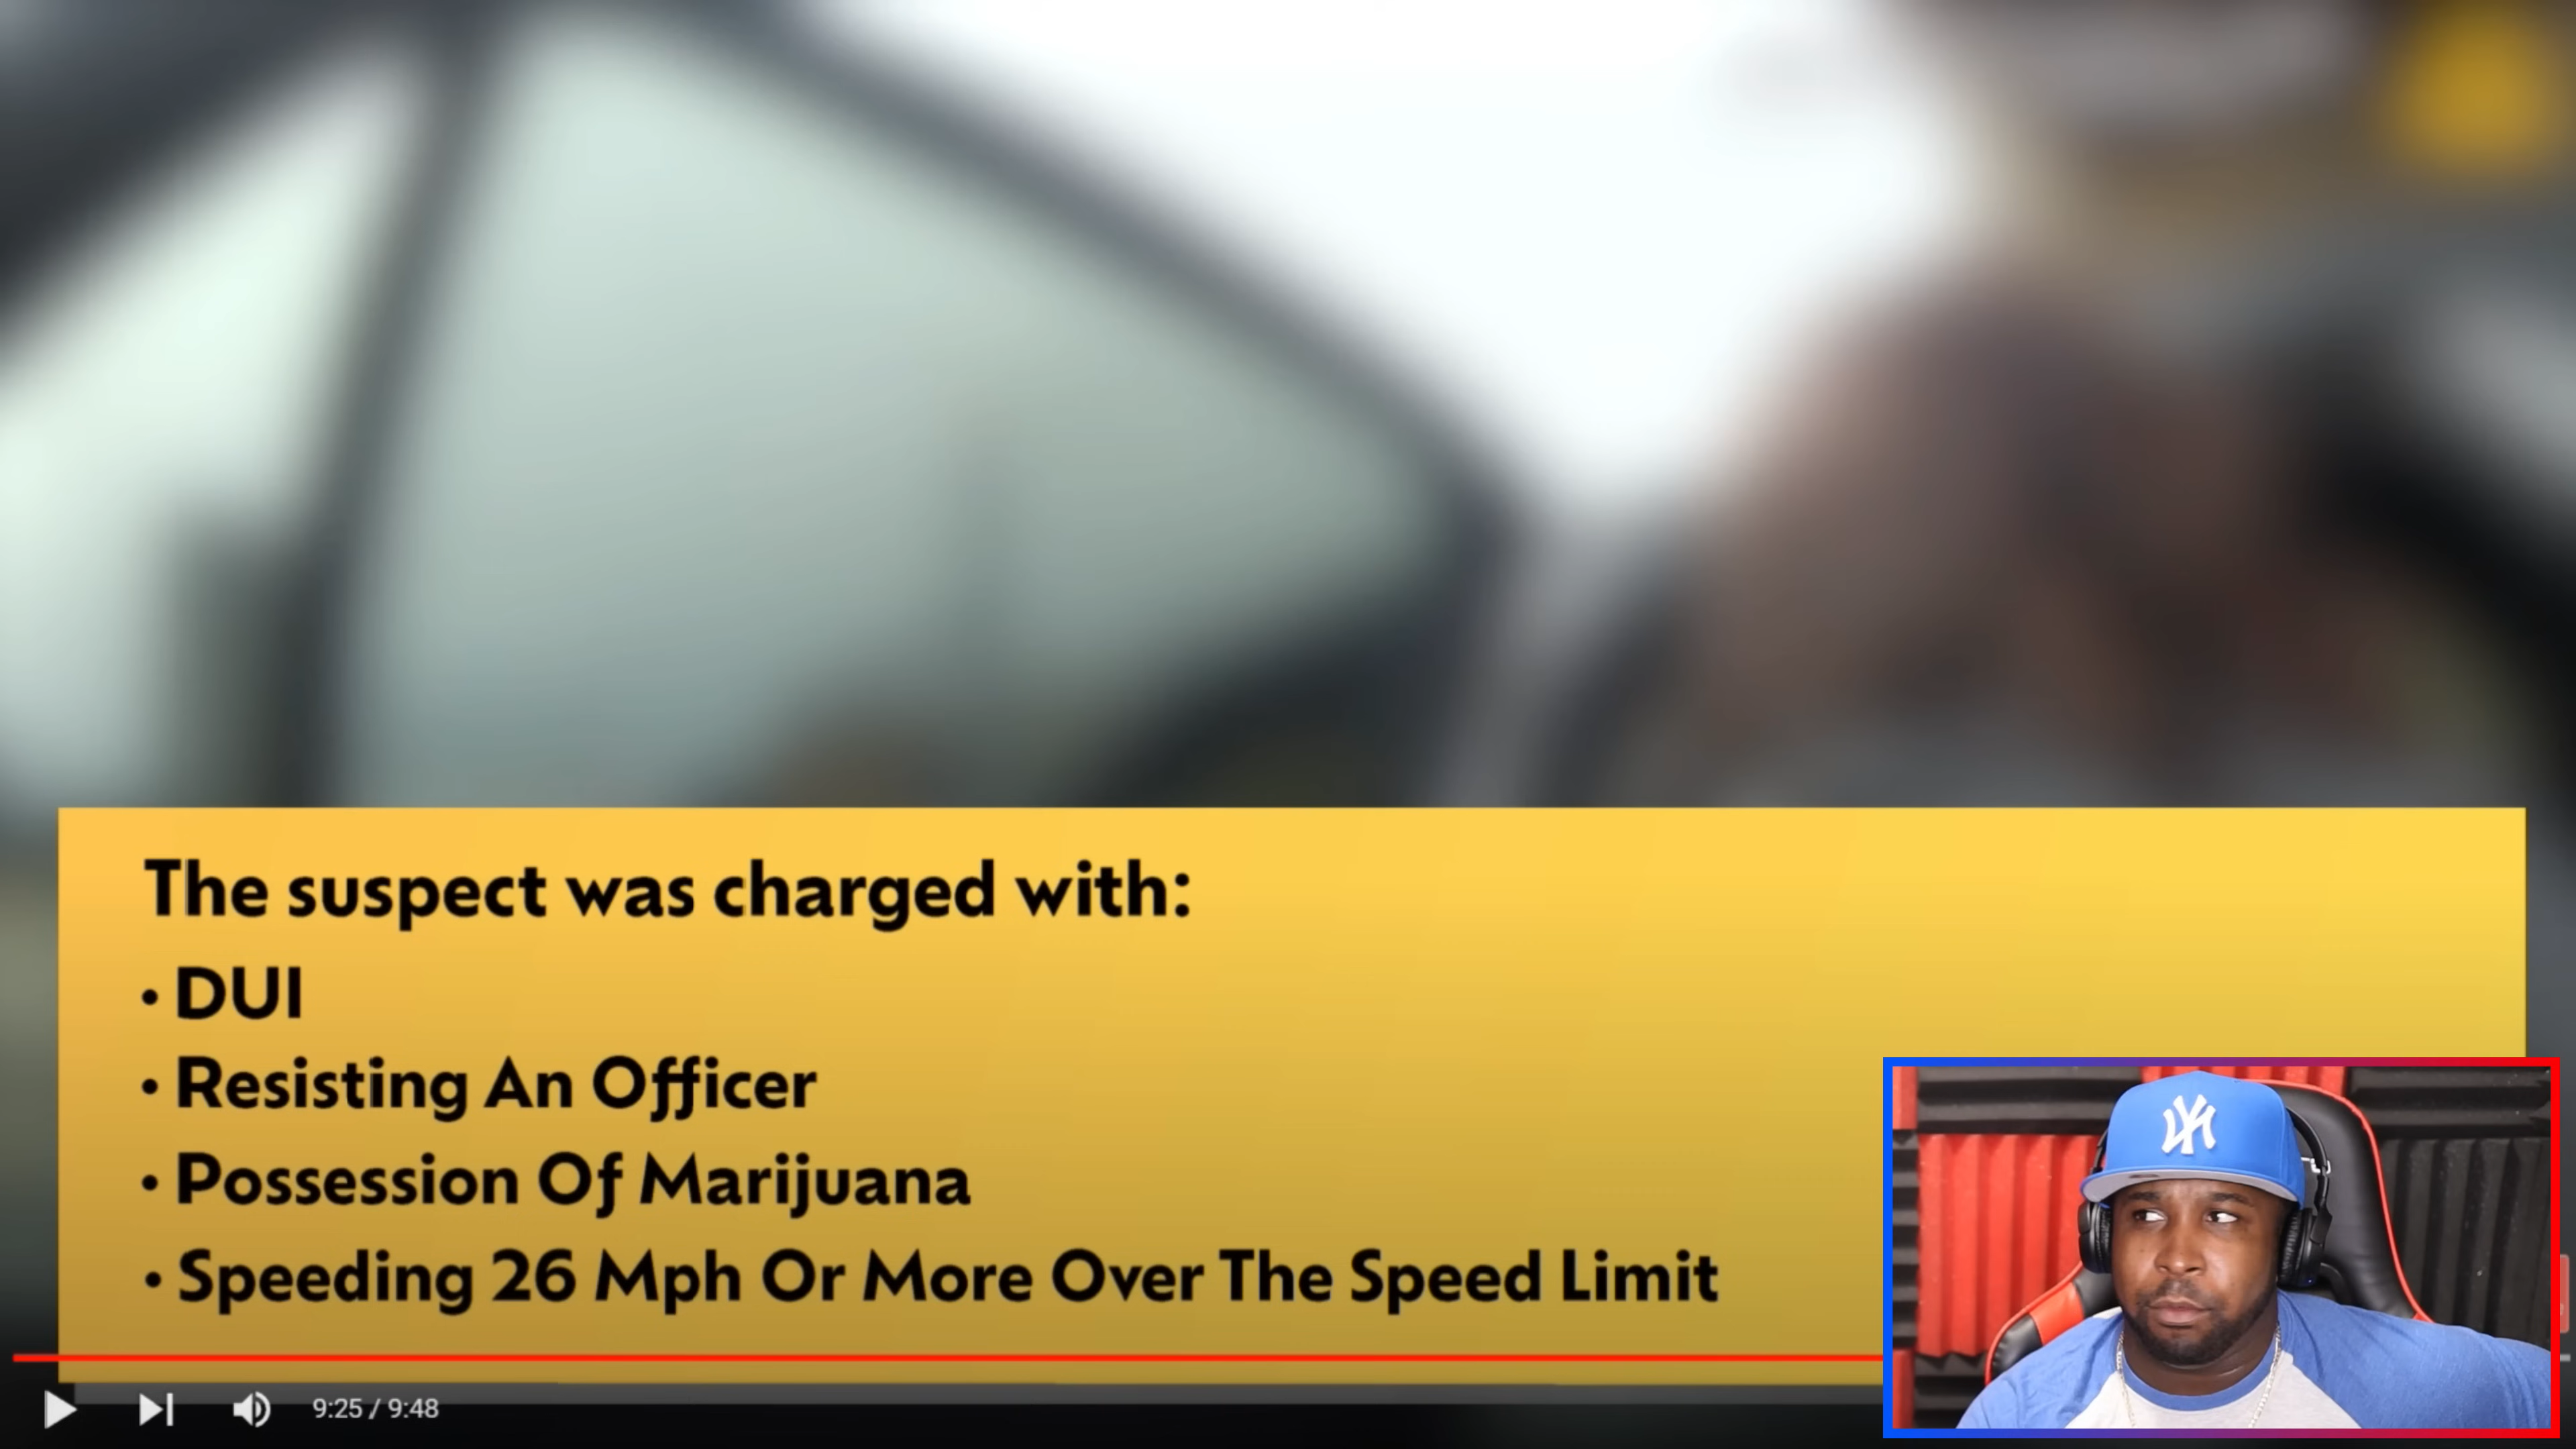 The suspect was charged with:
• DUI
• Resisting An Officer
• Possession Of Marijuana
• Speeding 26 Mph Or More Over The Speed Limit
9:25 / 9:48
NY